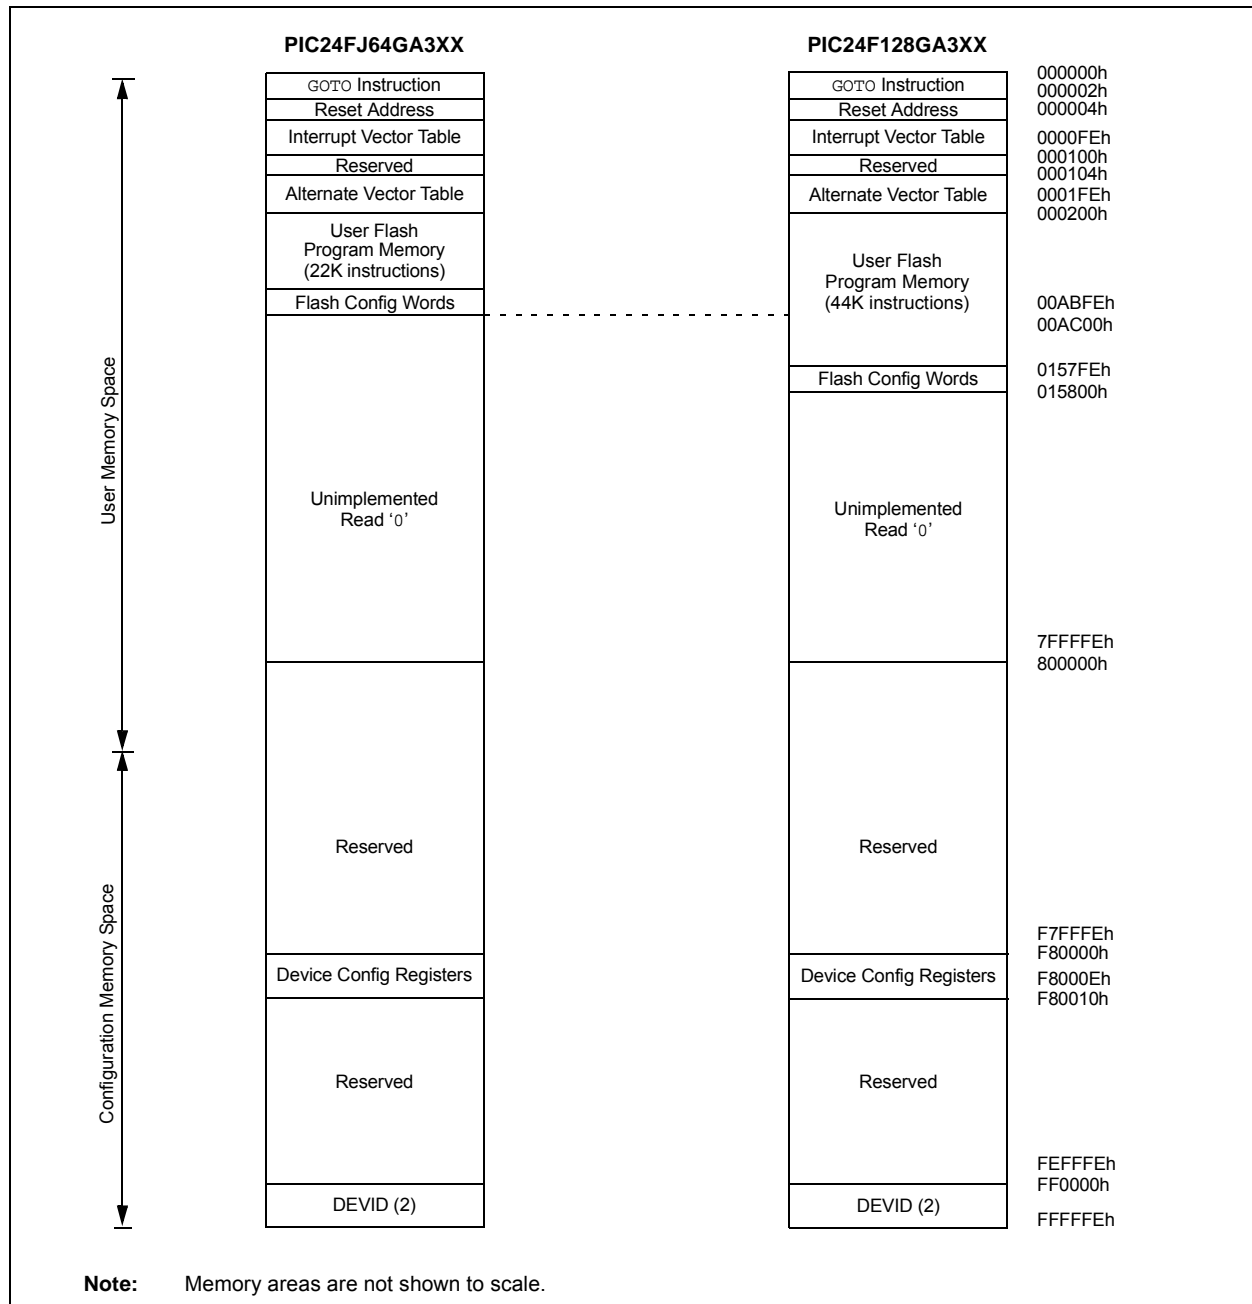 PIC24FJ64GA3XX
GOTO Instruction
Reset Address
Interrupt Vector Table
Reserved
Alternate Vector Table
User Flash
Program Memory
(22K instructions)
Flash Config Words
Unimplemented
Read ‘0’
Reserved
Device Config Registers
Reserved
DEVID (2)
PIC24F128GA3XX
GOTO Instruction
Reset Address
Interrupt Vector Table
Reserved
Alternate Vector Table
User Flash
Program Memory
(44K instructions)
Flash Config Words
Unimplemented
Read ‘0’
Reserved
Device Config Registers
Reserved
DEVID (2)
000000h
000002h
000004h
0000FEh
000100h
000104h
0001FEh
000200h
00ABFEh
00AC00h
0157FEh
015800h
7FFFFEh
800000h
F7FFFEh
F80000h
F8000Eh
F80010h
FEFFFEh
FF0000h
FFFFFEh
User Memory Space
Configuration Memory Space
Note: Memory areas are not shown to scale.